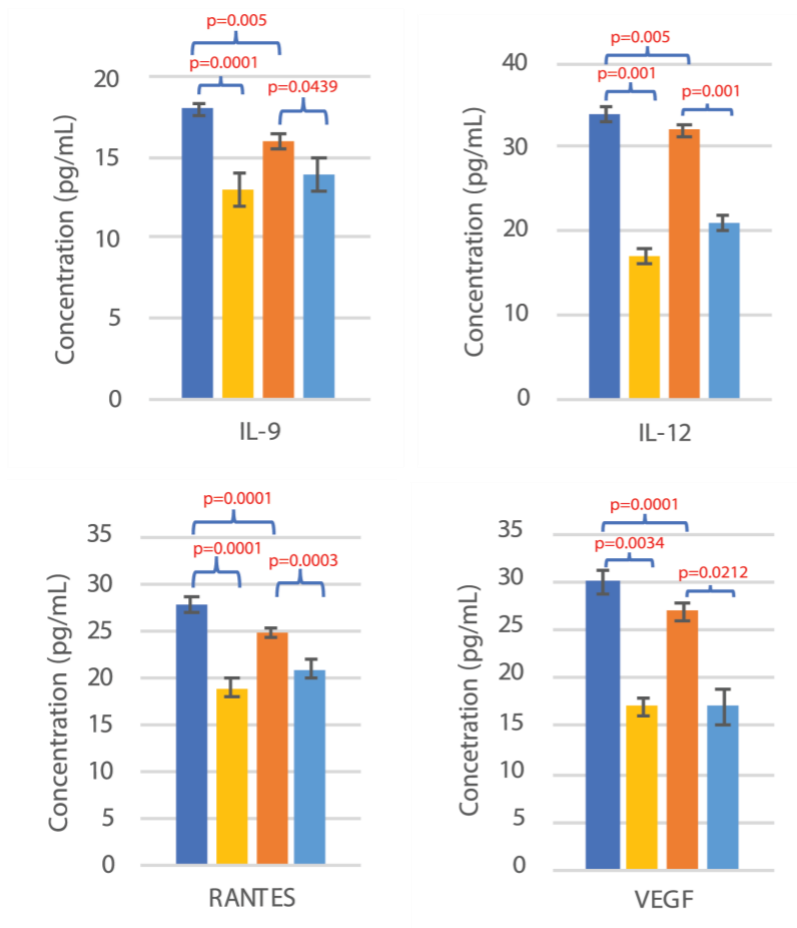 p=0.005
p=0.0001
p=0.0439
20
15
10
5
0
Concentration (pg/mL)
IL-9
p=0.005
p=0.001
p=0.001
40
30
20
10
0
Concentration (pg/mL)
IL-12
p=0.0001
p=0.0001
p=0.0003
35
30
25
20
15
10
5
0
Concentration (pg/mL)
RANTES
p=0.0001
p=0.0034
p=0.0212
35
30
25
20
15
10
5
0
Concetration (pg/mL)
VEGF